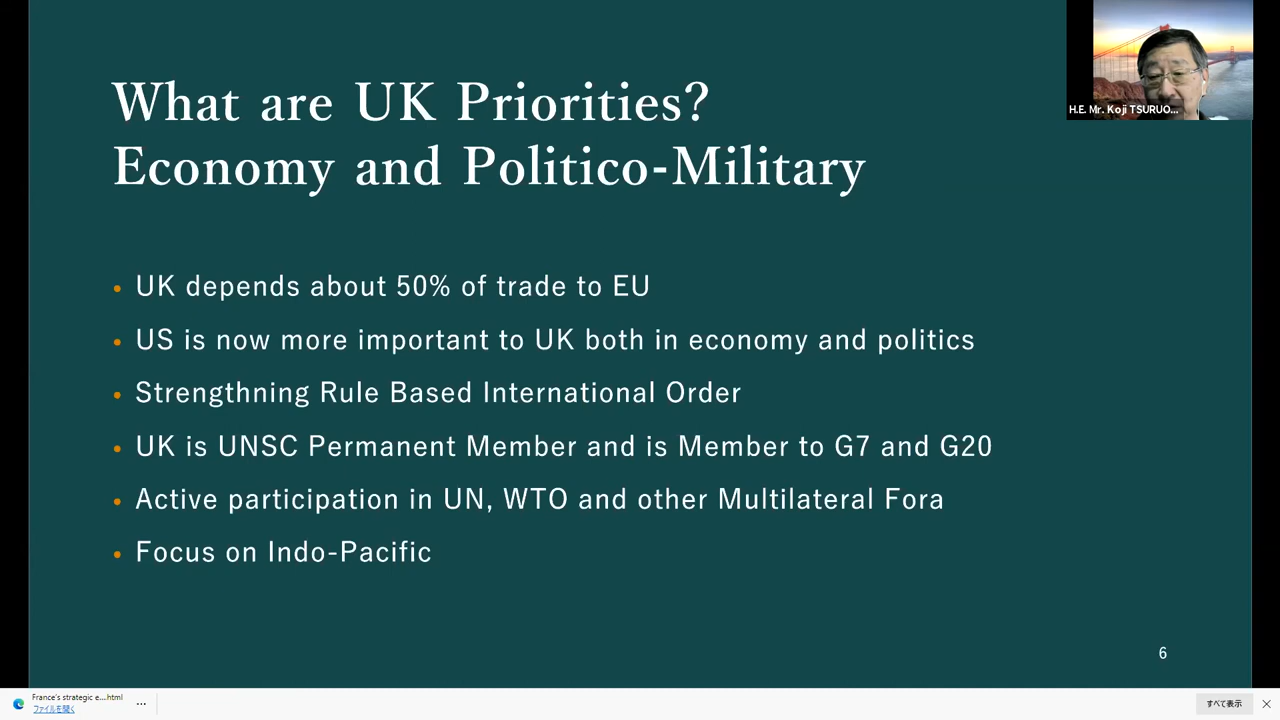 What are UK Priorities?
Economy and Politico-Military
H.E. Mr. Koji TSURUO...
• UK depends about 50% of trade to EU
• US is now more important to UK both in economy and politics
• Strengthning Rule Based International Order
• UK is UNSC Permanent Member and is Member to G7 and G20
• Active participation in UN, WTO and other Multilateral Fora
• Focus on Indo-Pacific
6
France's strategic e....html
ファイルを開く
すべて表示